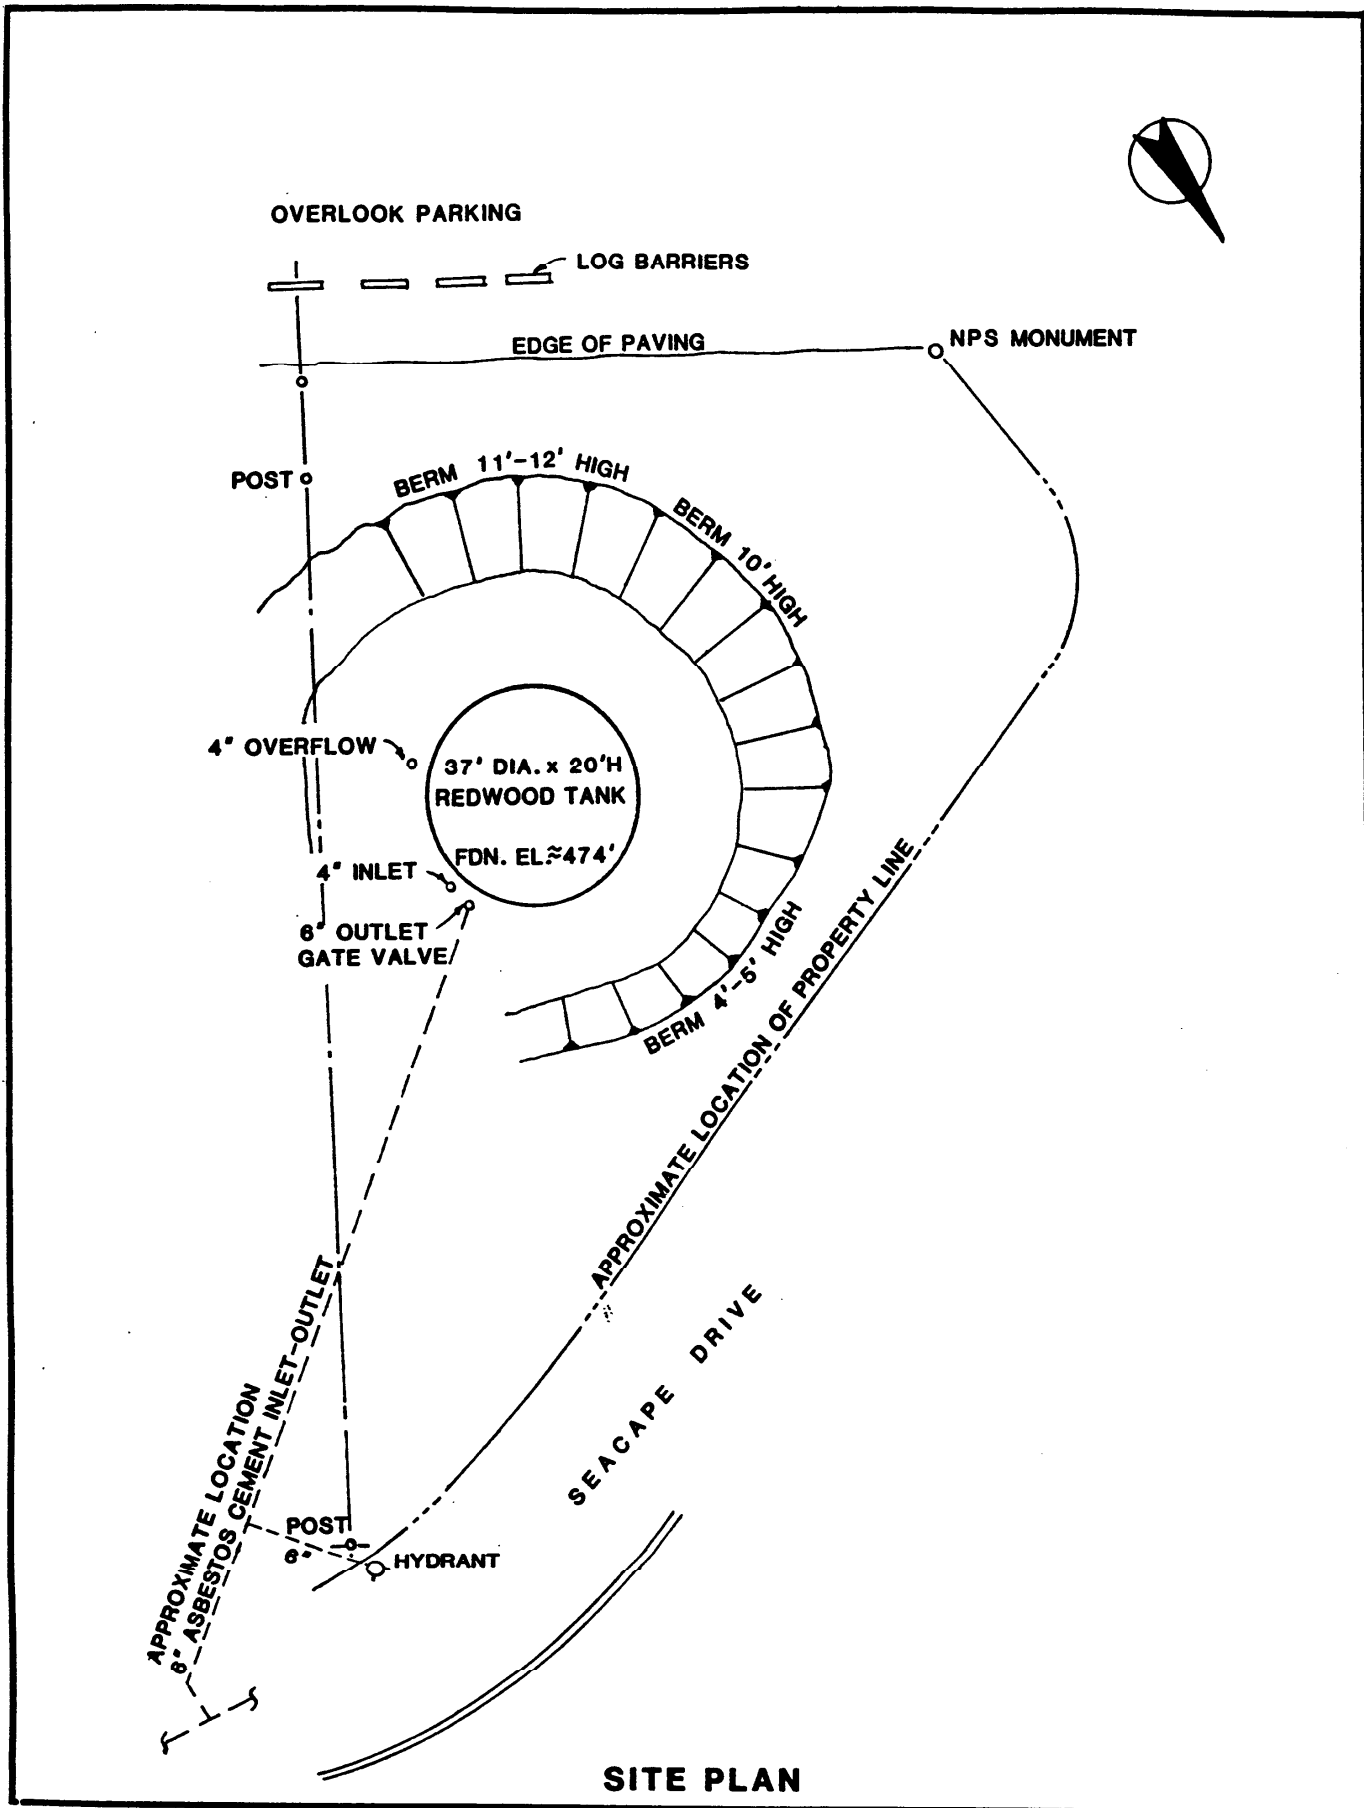 OVERLOOK PARKING
LOG BARRIERS
EDGE OF PAVING
NPS MONUMENT
POST
BERM 11'-12' HIGH
BERM 10' HIGH
4" OVERFLOW
37' DIA. x 20'H
REDWOOD TANK
FDN. EL.≈474'
4" INLET
6" OUTLET
GATE VALVE
BERM 4'-5' HIGH
APPROXIMATE LOCATION OF PROPERTY LINE
SEACAPE DRIVE
APPROXIMATE LOCATION
8" ASBESTOS CEMENT INLET-OUTLET
POST
6"
HYDRANT
SITE PLAN